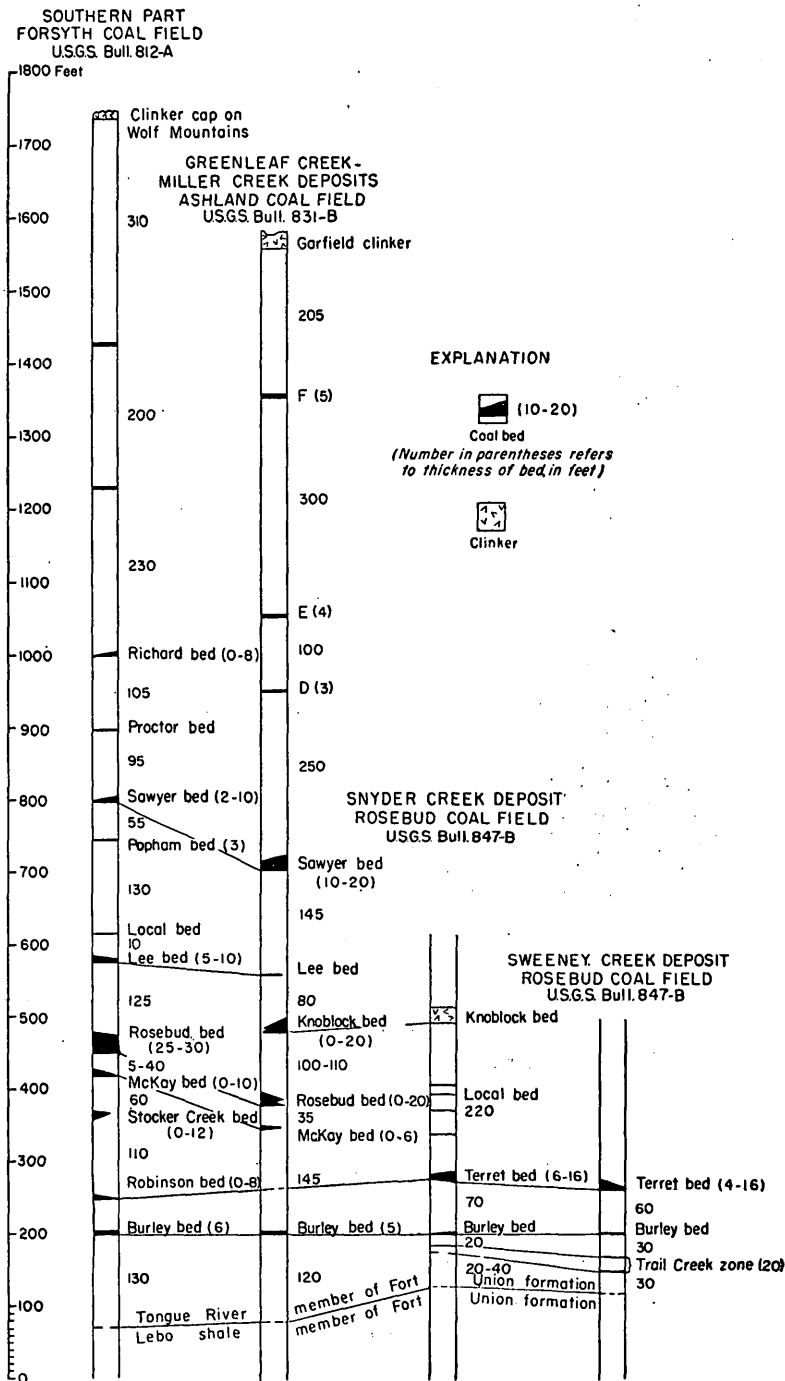 SOUTHERN PART
FORSYTH COAL FIELD
U.S.G.S. Bull. 812-A
1800 Feet
1700
1600
1500
1400
1300
1200
1100
1000
900
800
700
600
500
400
300
200
100
0
Clinker cap on
Wolf Mountains
310
200
230
Richard bed (0-8)
105
Proctor bed
95
Sawyer bed (2-10)
55
Popham bed (3)
130
Local bed
10
Lee bed (5-10)
125
Rosebud bed
(25-30)
5-40
McKay bed (0-10)
60
Stocker Creek bed
(0-12)
110
Robinson bed (0-8)
Burley bed (6)
130
Tongue River
Lebo shale
GREENLEAF CREEK-
MILLER CREEK DEPOSITS
ASHLAND COAL FIELD
U.S.G.S. Bull. 831-B
Garfield clinker
205
F (5)
300
E (4)
100
D (3)
250
Sawyer bed
(10-20)
145
Lee bed
80
Knoblock bed
(0-20)
100-110
Rosebud bed (0-20)
35
McKay bed (0-6)
145
Burley bed (5)
120
member of Fort
member of Fort
EXPLANATION
(10-20)
Coal bed
(Number in parentheses refers
to thickness of bed, in feet)
Clinker
SNYDER CREEK DEPOSIT
ROSEBUD COAL FIELD
U.S.G.S. Bull. 847-B
Knoblock bed
Local bed
220
Terret bed (6-16)
70
Burley bed
20
20-40
Union formation
Union formation
SWEENEY CREEK DEPOSIT
ROSEBUD COAL FIELD
U.S.G.S. Bull. 847-B
Terret bed (4-16)
60
Burley bed
30
Trail Creek zone (20)
30